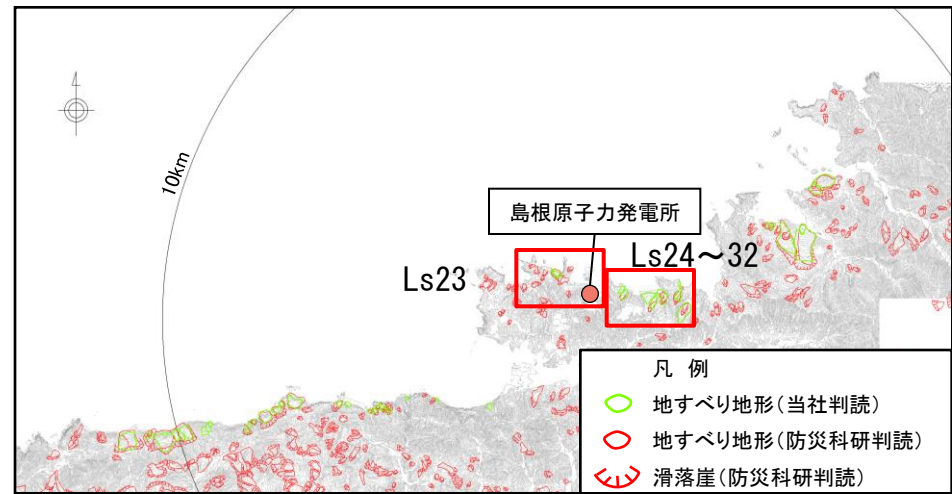 10km
島根原子力発電所
Ls23
Ls24～32
凡 例
地すべり地形(当社判読)
地すべり地形(防災科研判読)
滑落崖(防災科研判読)